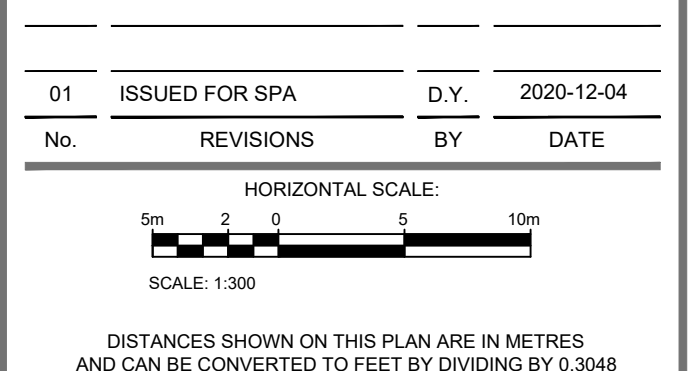 01 ISSUED FOR SPA D.Y. 2020-12-04
No. REVISIONS BY DATE
HORIZONTAL SCALE:
5m 2 0 5 10m
SCALE: 1:300
DISTANCES SHOWN ON THIS PLAN ARE IN METRES
AND CAN BE CONVERTED TO FEET BY DIVIDING BY 0.3048